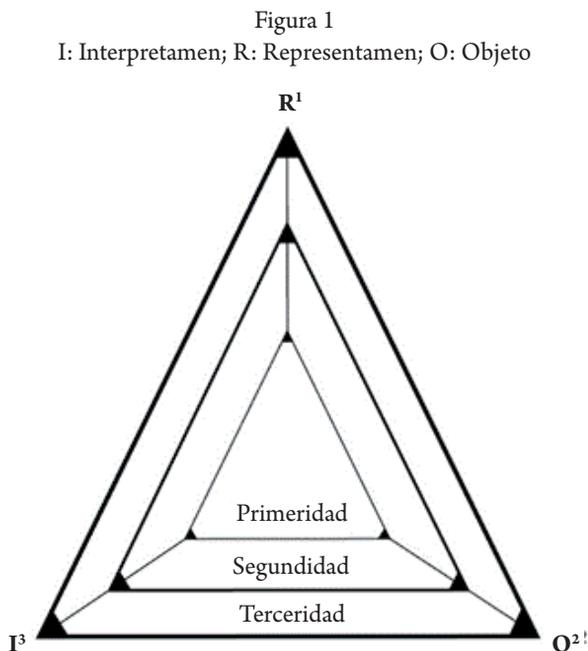 Figura 1
I: Interpretamen; R: Representamen; O: Objeto
R¹
Primeridad
Segundidad
Terceridad
I³
O²